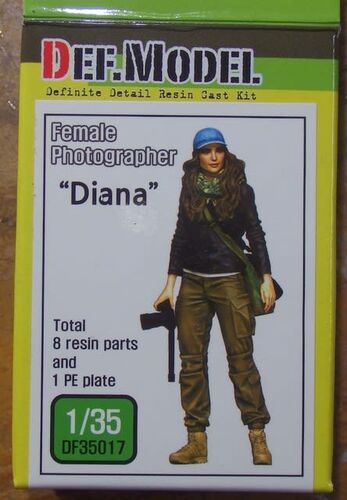 DEF.MODEL
Definite Detail Resin Cast Kit
Female
Photographer
“Diana”
Total
8 resin parts
and
1 PE plate
1/35
DF35017